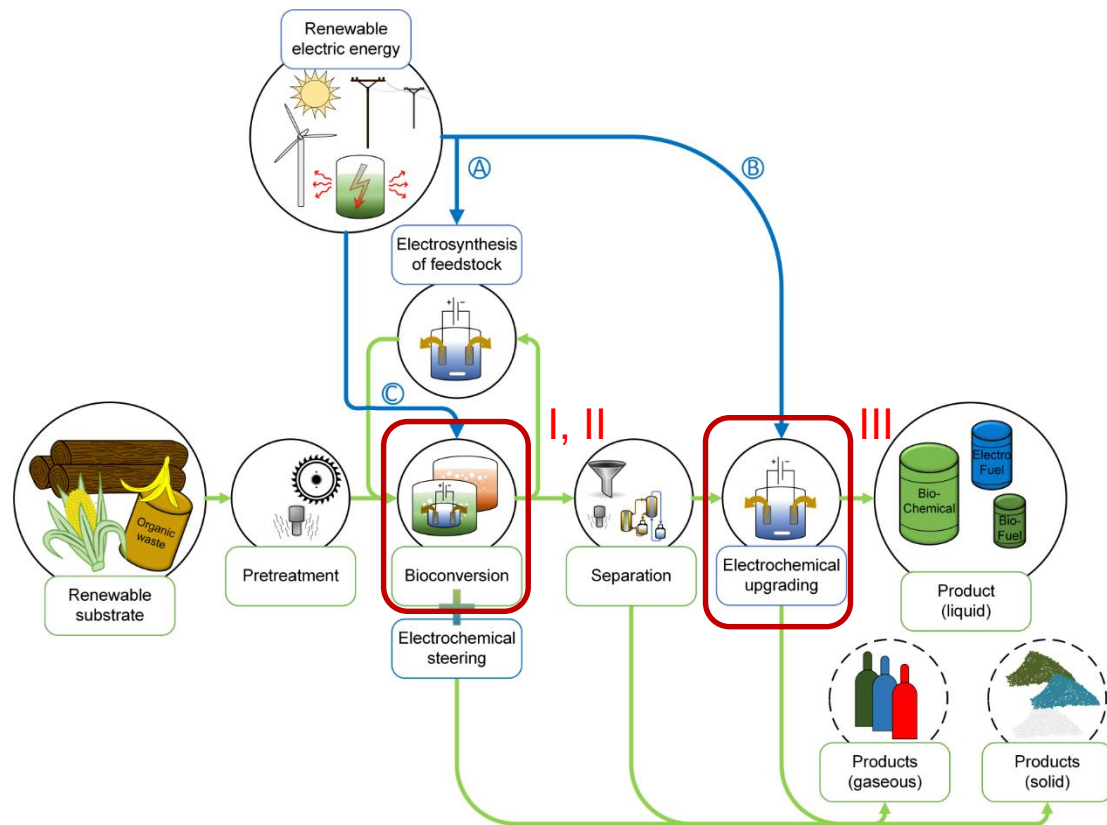 Renewable
electric energy
Ⓐ
Ⓑ
Electrosynthesis
of feedstock
+ −
Ⓒ
I, II
III
+ −
+ −
Organic
waste
Bio-
Chemical
Electro
Fuel
Bio-
Fuel
Renewable
substrate
Pretreatment
Bioconversion
Separation
Electrochemical
upgrading
Product
(liquid)
Electrochemical
steering
Products
(gaseous)
Products
(solid)